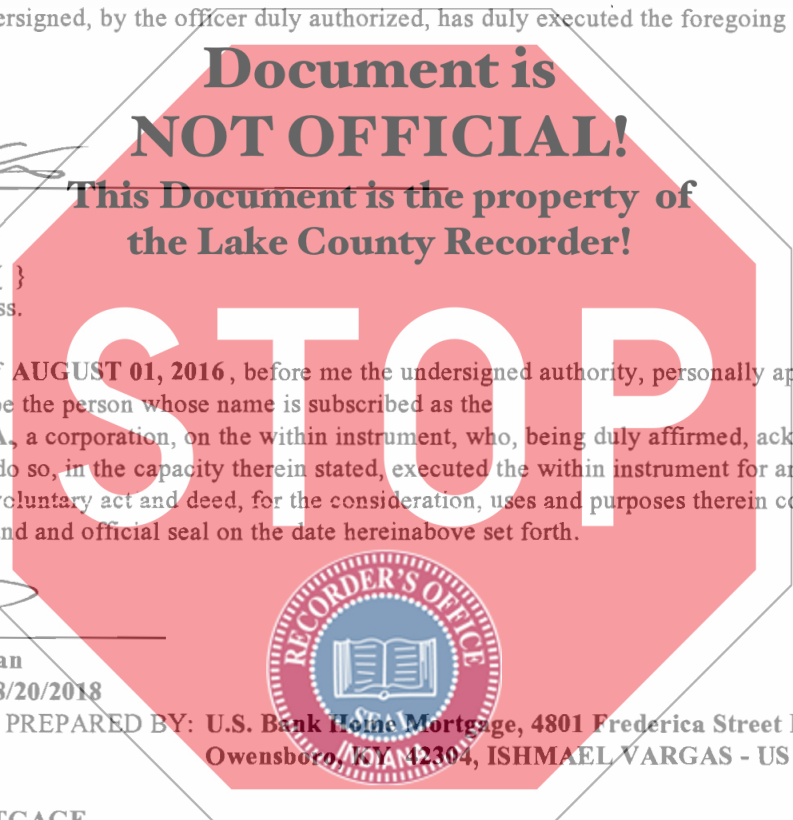 ersigned, by the officer duly authorized, has duly executed the foregoing
Document is
NOT OFFICIAL!
This Document is the property of
the Lake County Recorder!
}
ss.
STOP
AUGUST 01, 2016, before me the undersigned authority, personally ap
be the person whose name is subscribed as the
A, a corporation, on the within instrument, who, being duly affirmed, ack
do so, in the capacity therein stated, executed the within instrument for an
voluntary act and deed, for the consideration, uses and purposes therein co
nd and official seal on the date hereinabove set forth.
RECORDER'S OFFICE
SEAL
INDIANA
an
8/20/2018
PREPARED BY: U.S. Bank Home Mortgage, 4801 Frederica Street
Owensboro, KY 42304, ISHMAEL VARGAS - US
TGAGE